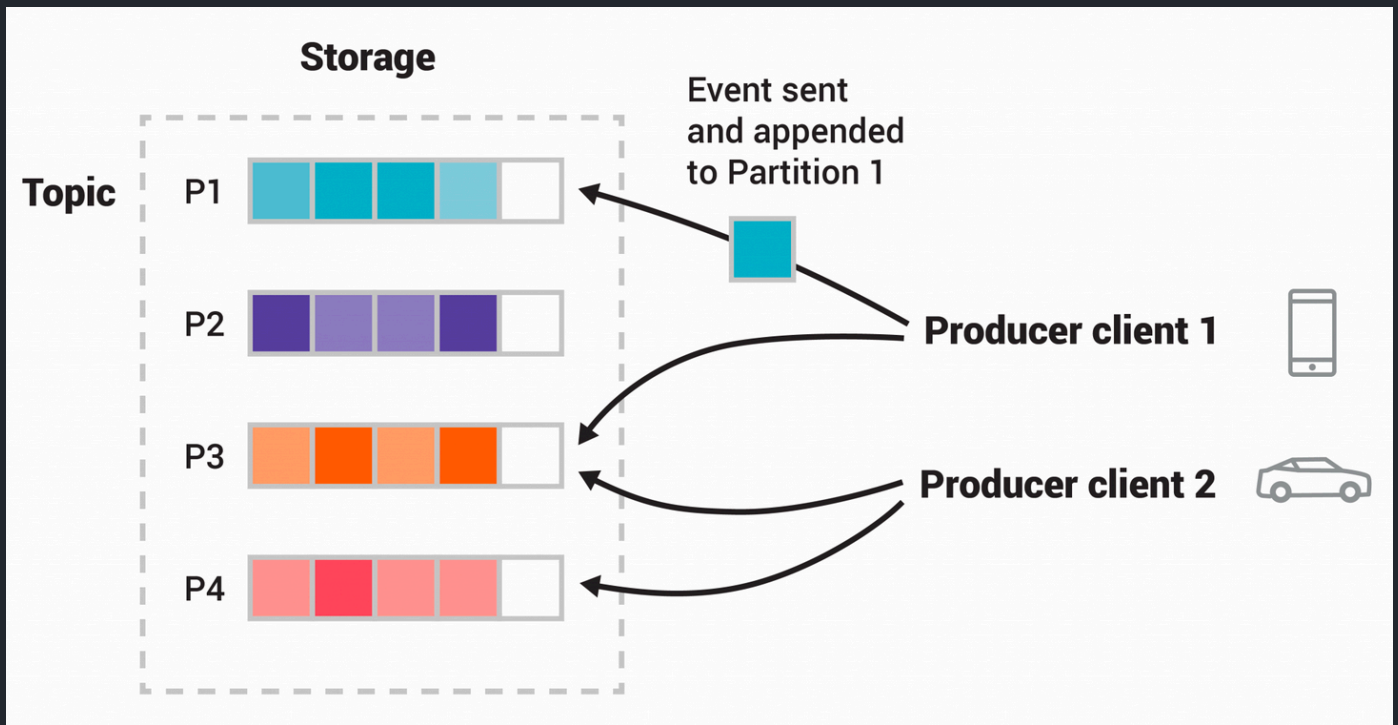 Storage
Event sent
and appended
to Partition 1
Topic
P1
P2
Producer client 1
P3
Producer client 2
P4